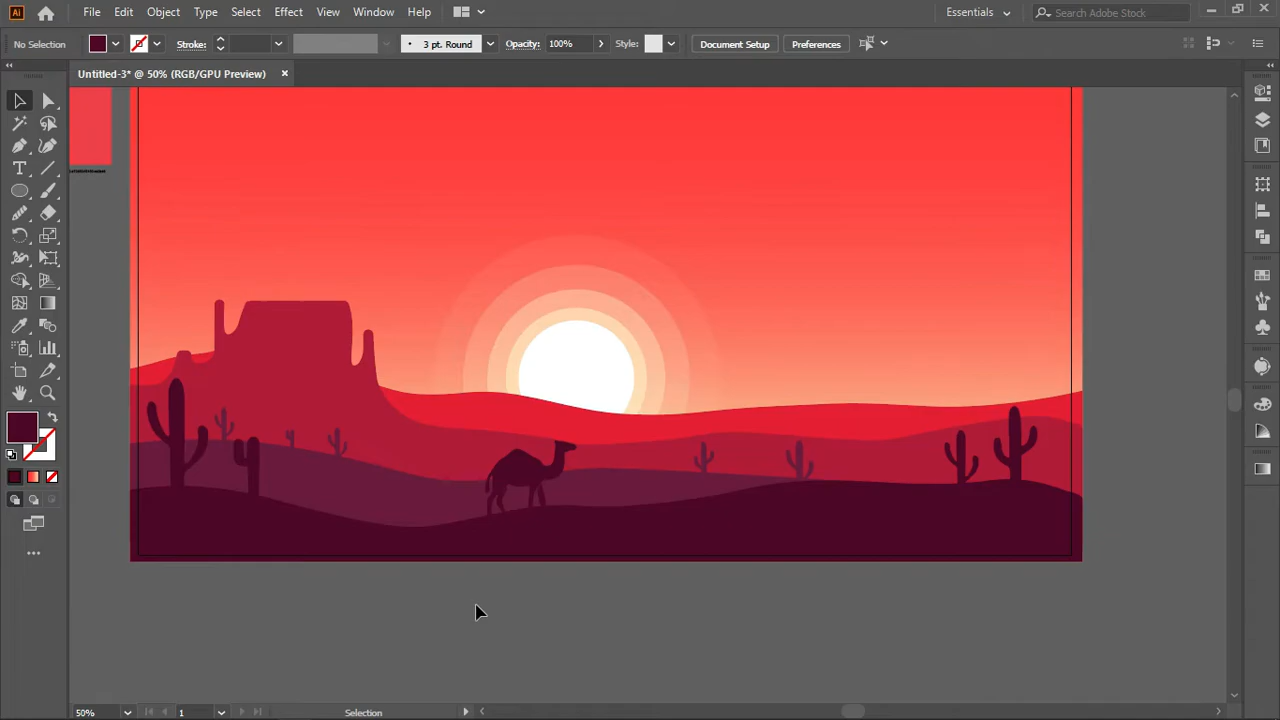 Ai File Edit Object Type Select Effect View Window Help Essentials Search Adobe Stock
No Selection Stroke: 3 pt. Round Opacity: 100% Style: Document Setup Preferences
Untitled-3* @ 50% (RGB/GPU Preview)
50% 1 Selection